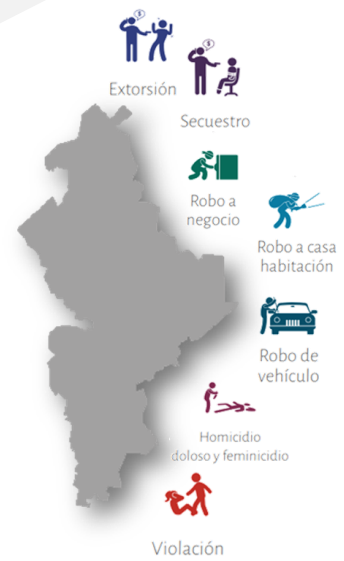 Extorsión
Secuestro
Robo a
negocio
Robo a casa
habitación
Robo de
vehículo
Homicidio
doloso y feminicidio
Violación